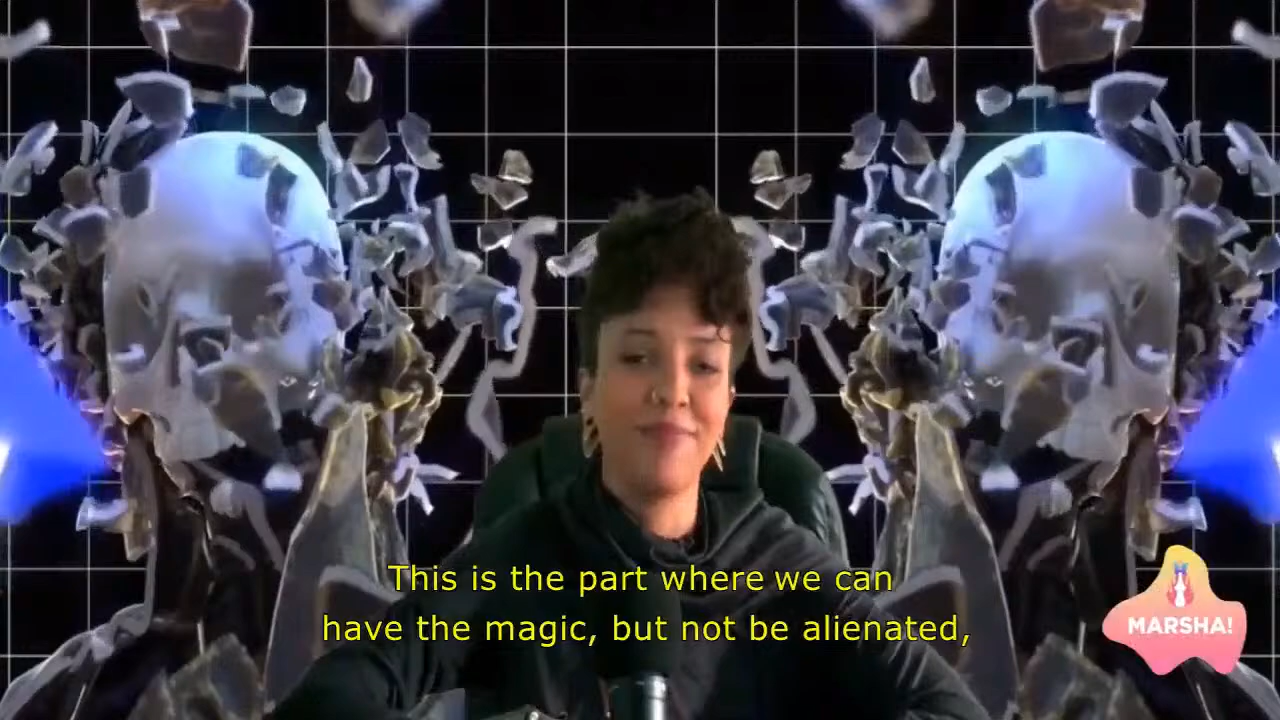 This is the part where we can
have the magic, but not be alienated,
MARSHA!